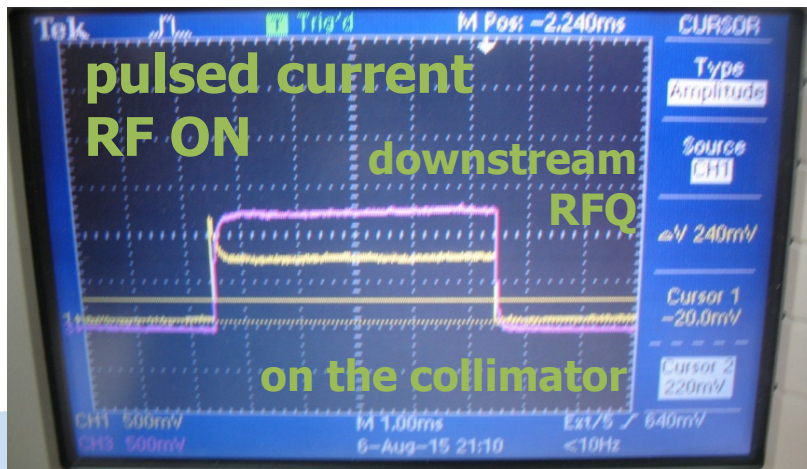 Tek Trig'd M Pos: -2.240ms CURSOR
pulsed current
RF ON
downstream
RFQ
Type
Amplitude
Source
CH1
ΔV 240mV
Cursor 1
-20.0mV
Cursor 2
220mV
on the collimator
CH1 500mV M 1.00ms Ext/5 640mV
CH3 500mV 6-Aug-15 21:10 <10Hz